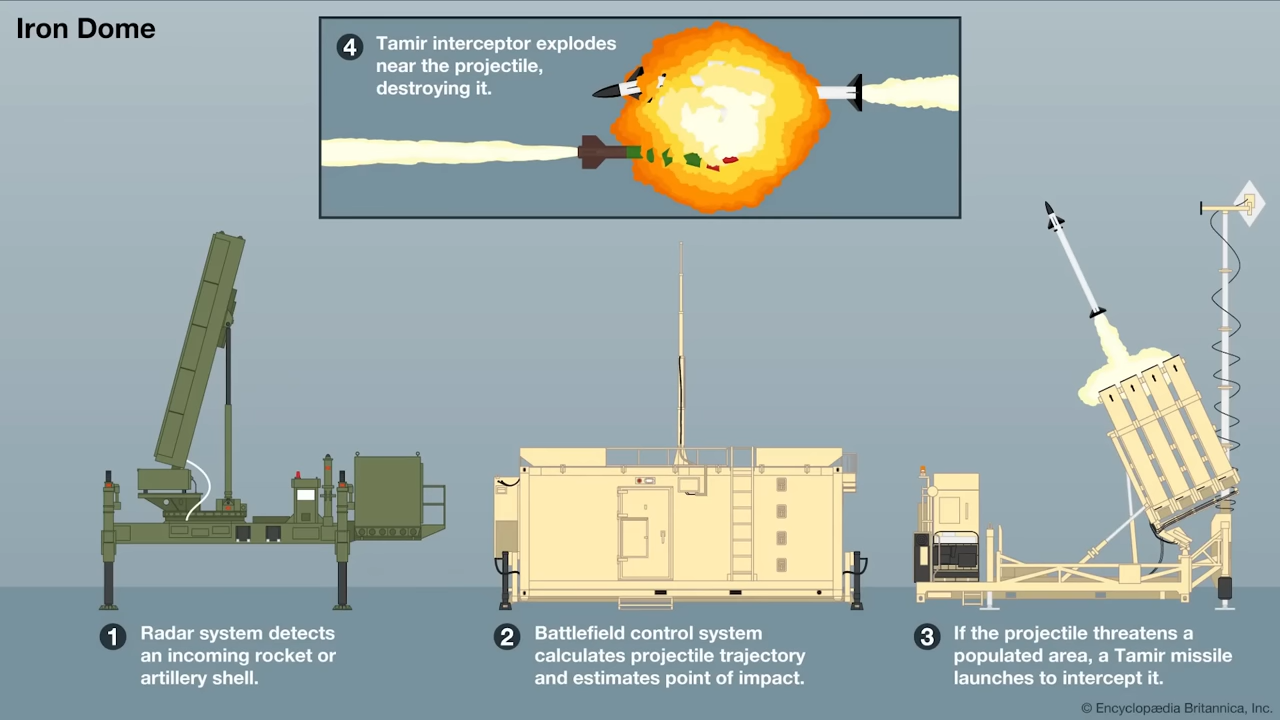 Iron Dome
4
Tamir interceptor explodes
near the projectile,
destroying it.
1
Radar system detects
an incoming rocket or
artillery shell.
2
Battlefield control system
calculates projectile trajectory
and estimates point of impact.
3
If the projectile threatens a
populated area, a Tamir missile
launches to intercept it.
© Encyclopædia Britannica, Inc.